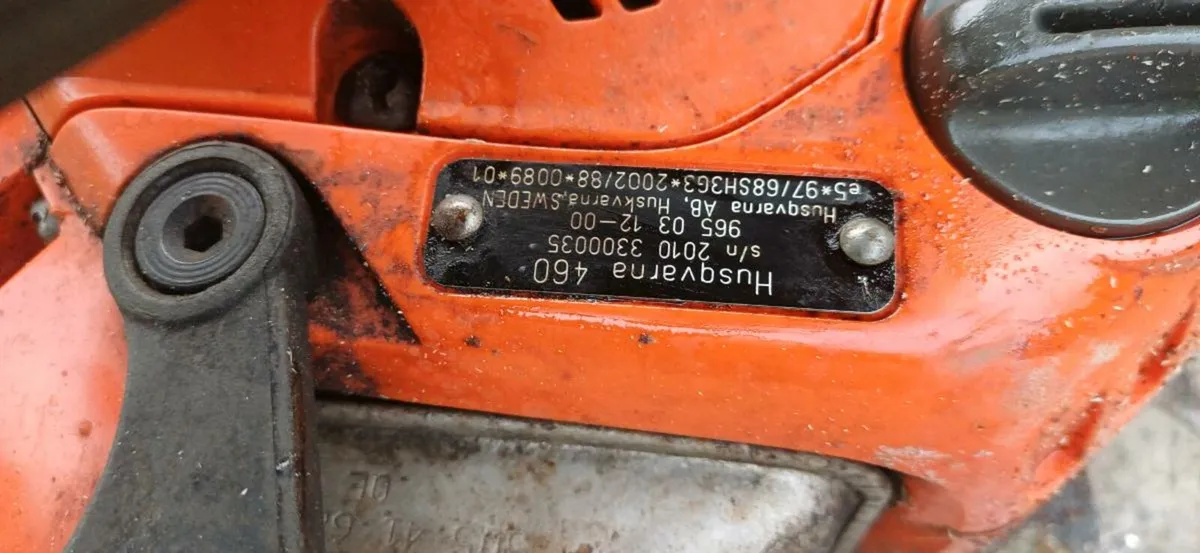 Husqvarna 460
s/n 2010 3300035
965 03 12-00
Husqvarna AB, Huskvarna, SWEDEN
e5*97/68SH3G3*2002/88*0089*01